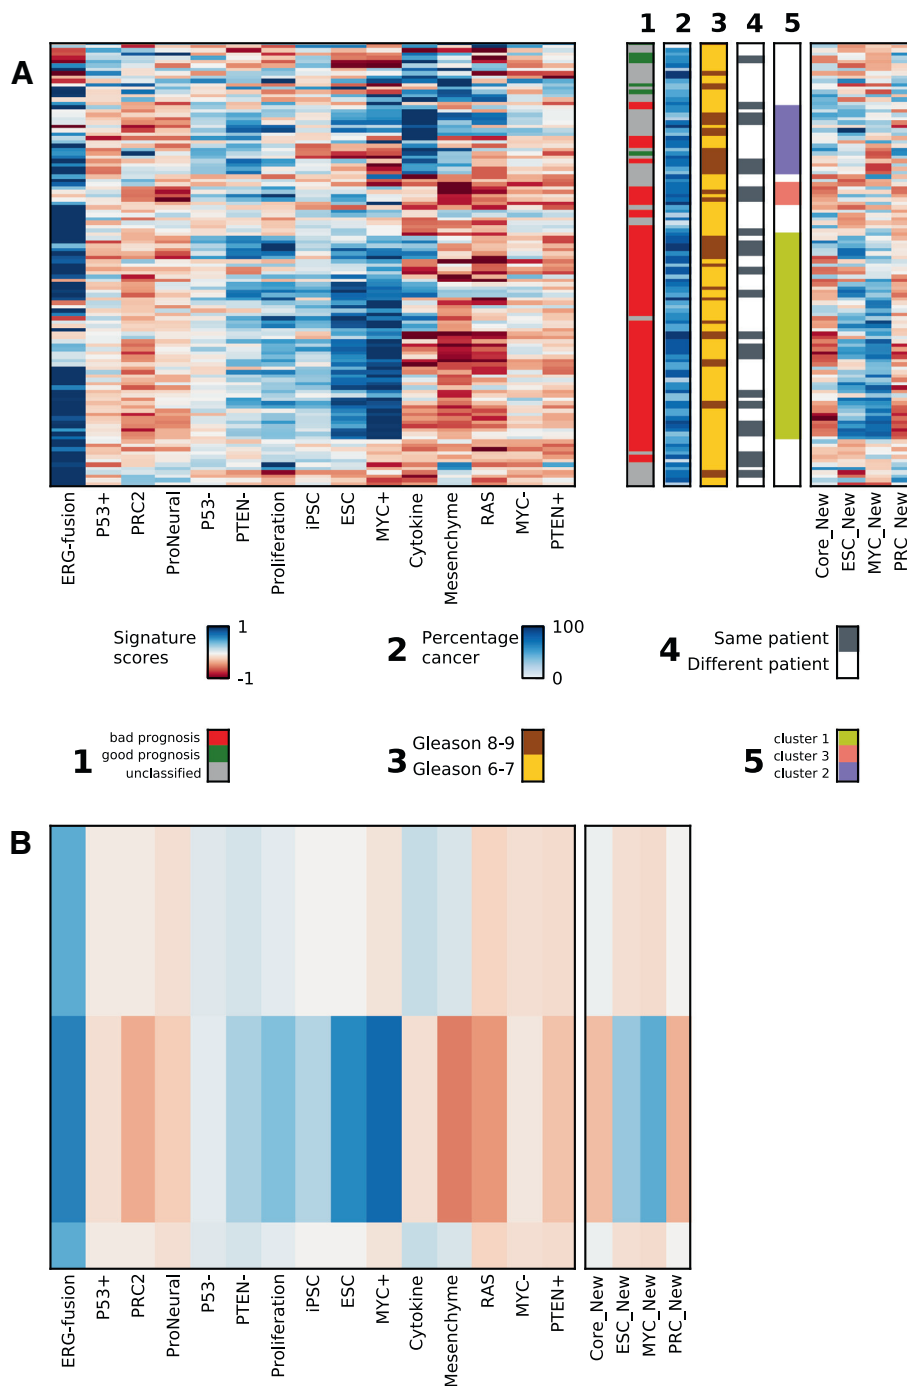 A
1 2 3 4 5
ERG-fusion
P53+
PRC2
ProNeural
P53-
PTEN-
Proliferation
iPSC
ESC
MYC+
Cytokine
Mesenchyme
RAS
MYC-
PTEN+
Core_New
ESC_New
MYC_New
PRC_New
Signature
scores
1
-1
2
Percentage
cancer
100
0
4
Same patient
Different patient
1
bad prognosis
good prognosis
unclassified
3
Gleason 8-9
Gleason 6-7
5
cluster 1
cluster 3
cluster 2
B
ERG-fusion
P53+
PRC2
ProNeural
P53-
PTEN-
Proliferation
iPSC
ESC
MYC+
Cytokine
Mesenchyme
RAS
MYC-
PTEN+
Core_New
ESC_New
MYC_New
PRC_New